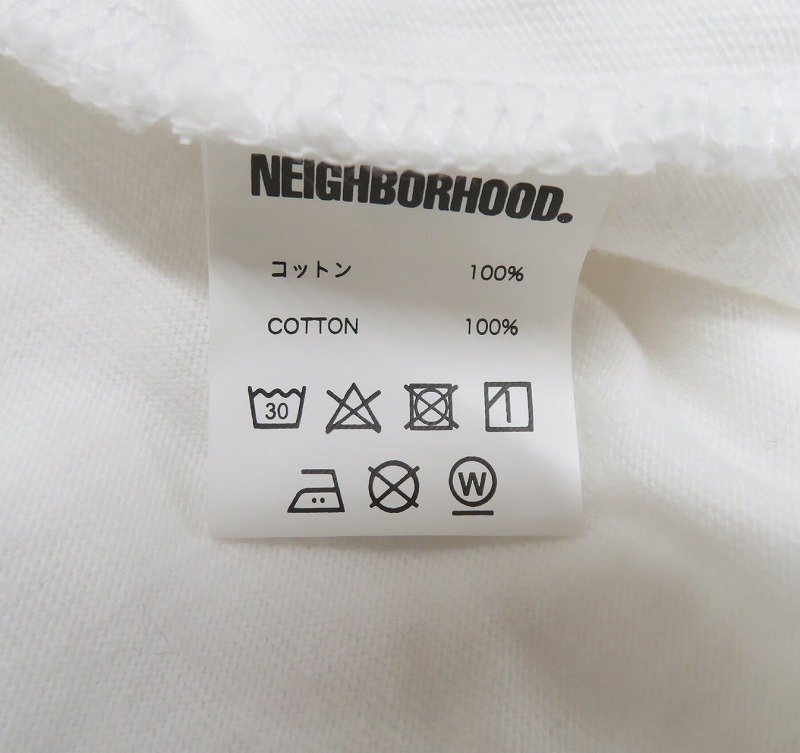 NEIGHBORHOOD.
コットン 100%
COTTON 100%
30
W